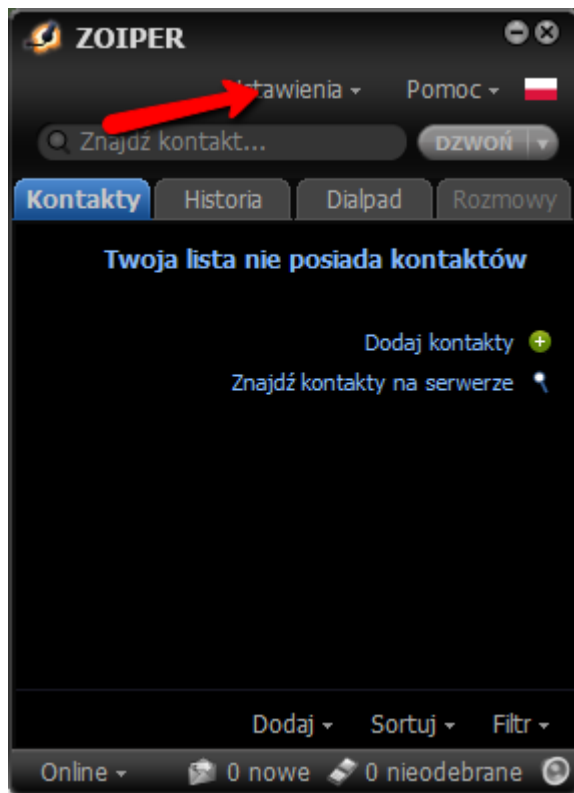 ZOIPER
Ustawienia Pomoc
Znajdź kontakt...
DZWOŃ
Kontakty Historia Dialpad Rozmowy
Twoja lista nie posiada kontaktów
Dodaj kontakty
Znajdź kontakty na serwerze
Dodaj Sortuj Filtr
Online 0 nowe 0 nieodebrane